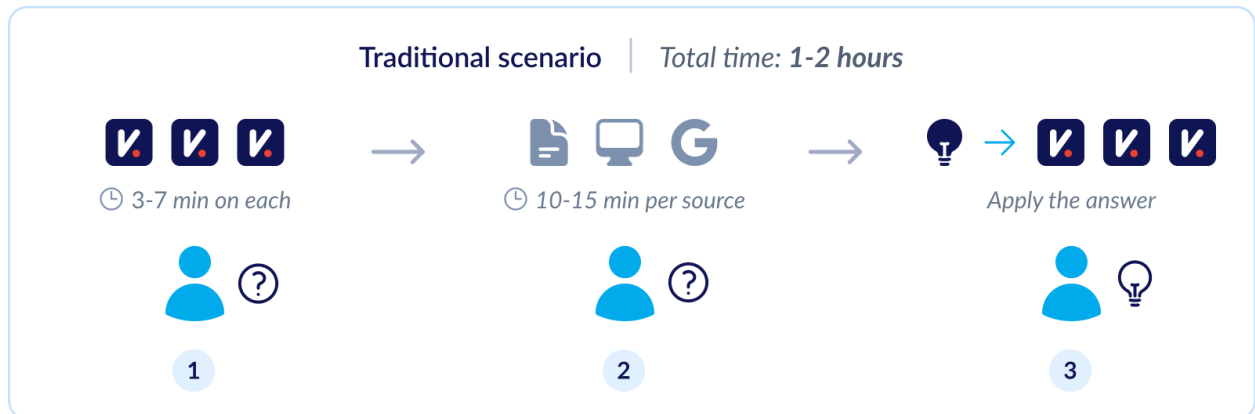 Traditional scenario
Total time: 1-2 hours
V. V. V.
G
V. V. V.
3-7 min on each
10-15 min per source
Apply the answer
?
?
1
2
3